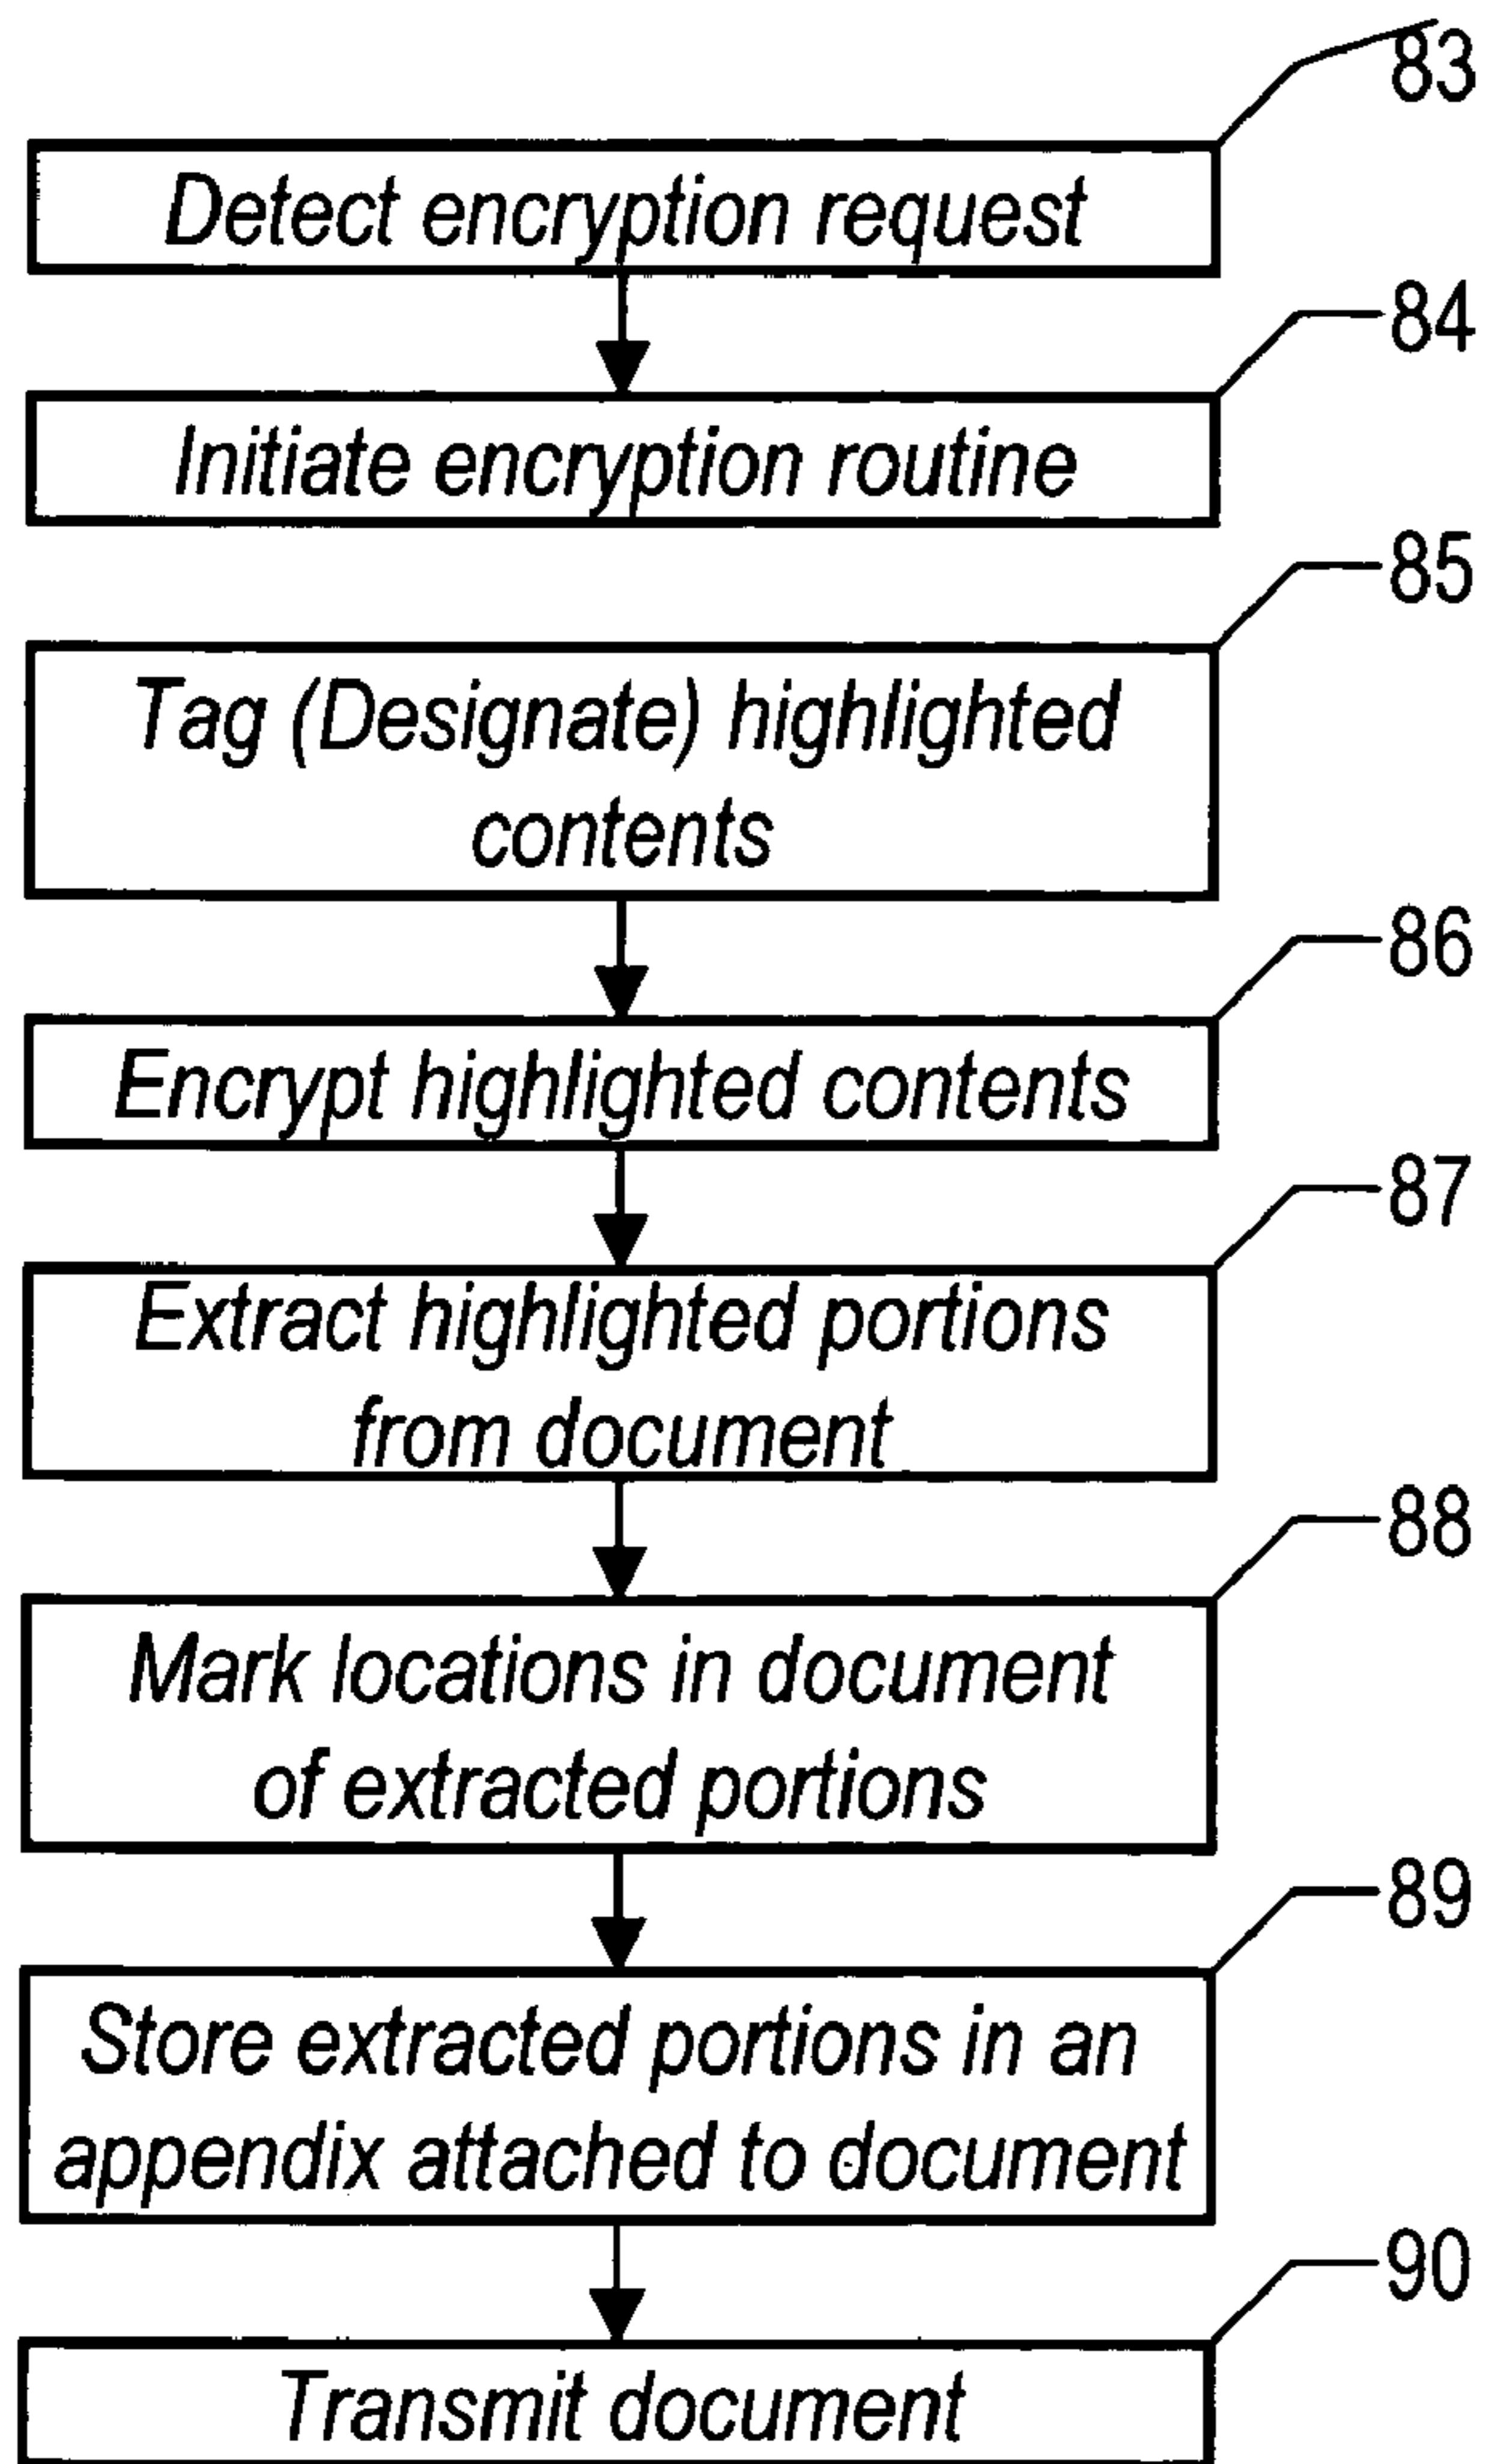 83
Detect encryption request
84
Initiate encryption routine
85
Tag (Designate) highlighted
contents
86
Encrypt highlighted contents
87
Extract highlighted portions
from document
88
Mark locations in document
of extracted portions
89
Store extracted portions in an
appendix attached to document
90
Transmit document